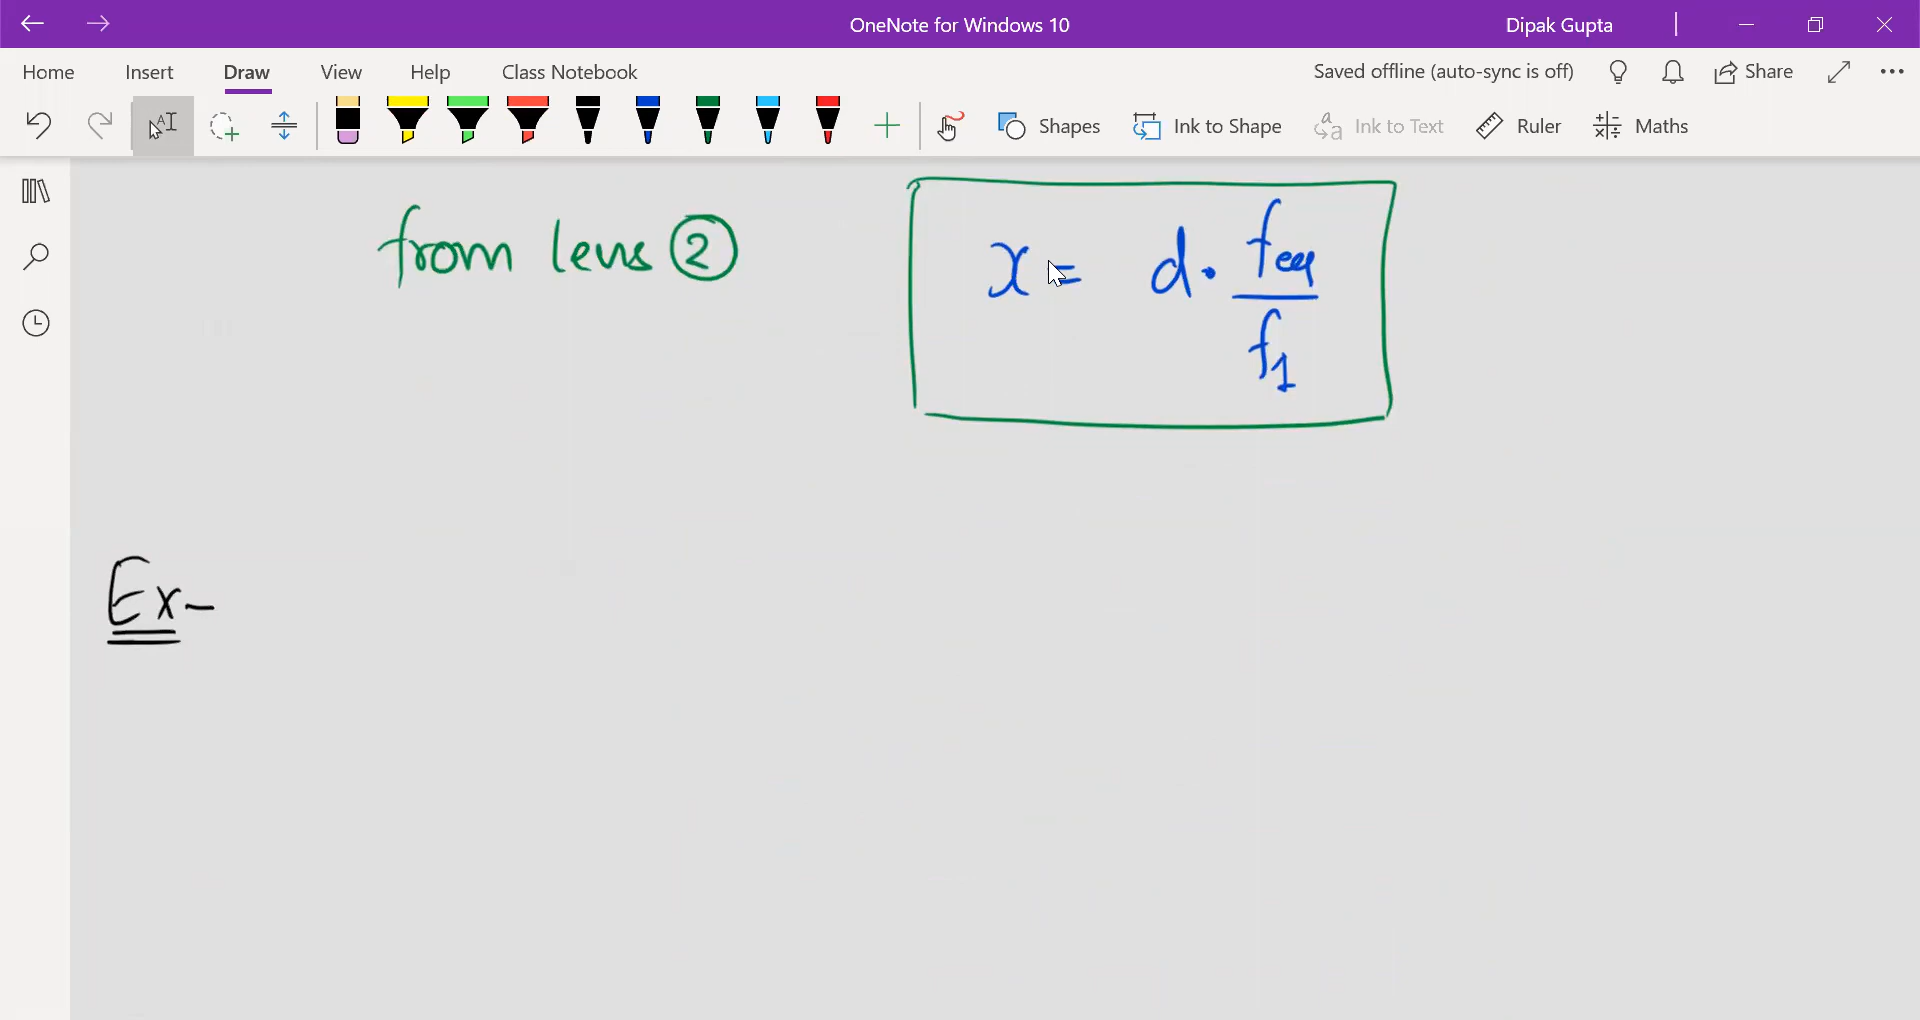 OneNote for Windows 10
Dipak Gupta
Home Insert Draw View Help Class Notebook
Saved offline (auto-sync is off) Share
Shapes Ink to Shape Ink to Text Ruler Maths
from lens ②
x = d · feq / f1
Ex-